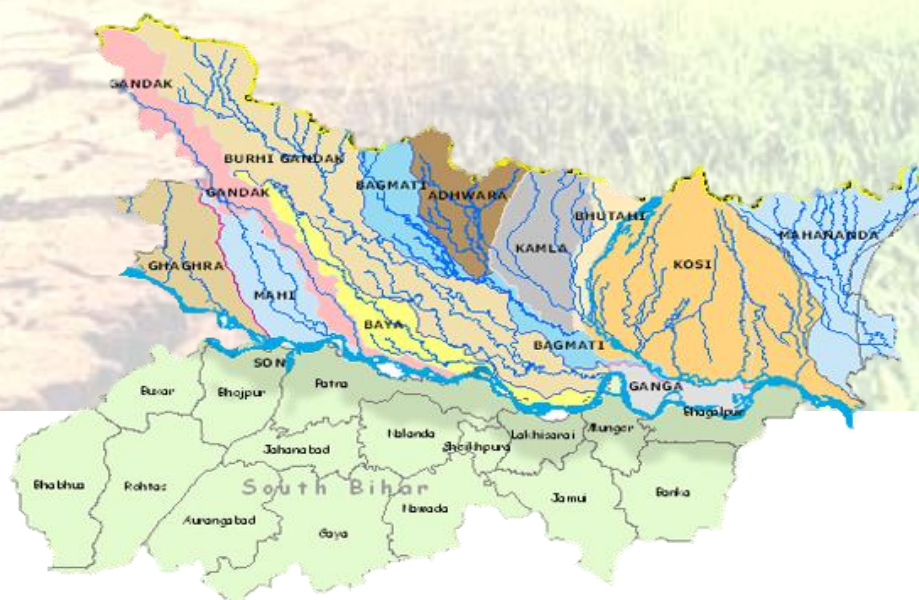 GANDAK
BURHI GANDAK
GANDAK
BAGMATI
ADHWARA
BHUTAHI
KAMLA
MAHANANDA
KOSI
GHAGHRA
MAHI
BAYA
BAGMATI
SON
GANGA
Buxar
Bhojpur
Patra
Bhagalpur
Nalanda
Sheikhpura
Lakhisarai
Munger
Jahanabad
Bhabhua
Rohtas
South Bihar
Aurangabad
Gaya
Nawada
Jamui
Banka